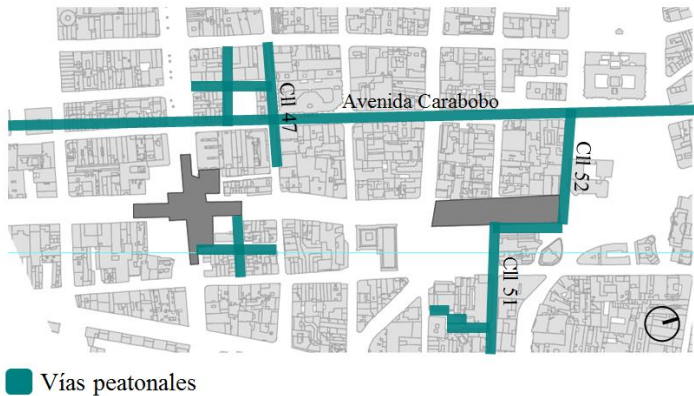 Cll 47
Avenida Carabobo
Cll 52
Cll 51
Vías peatonales